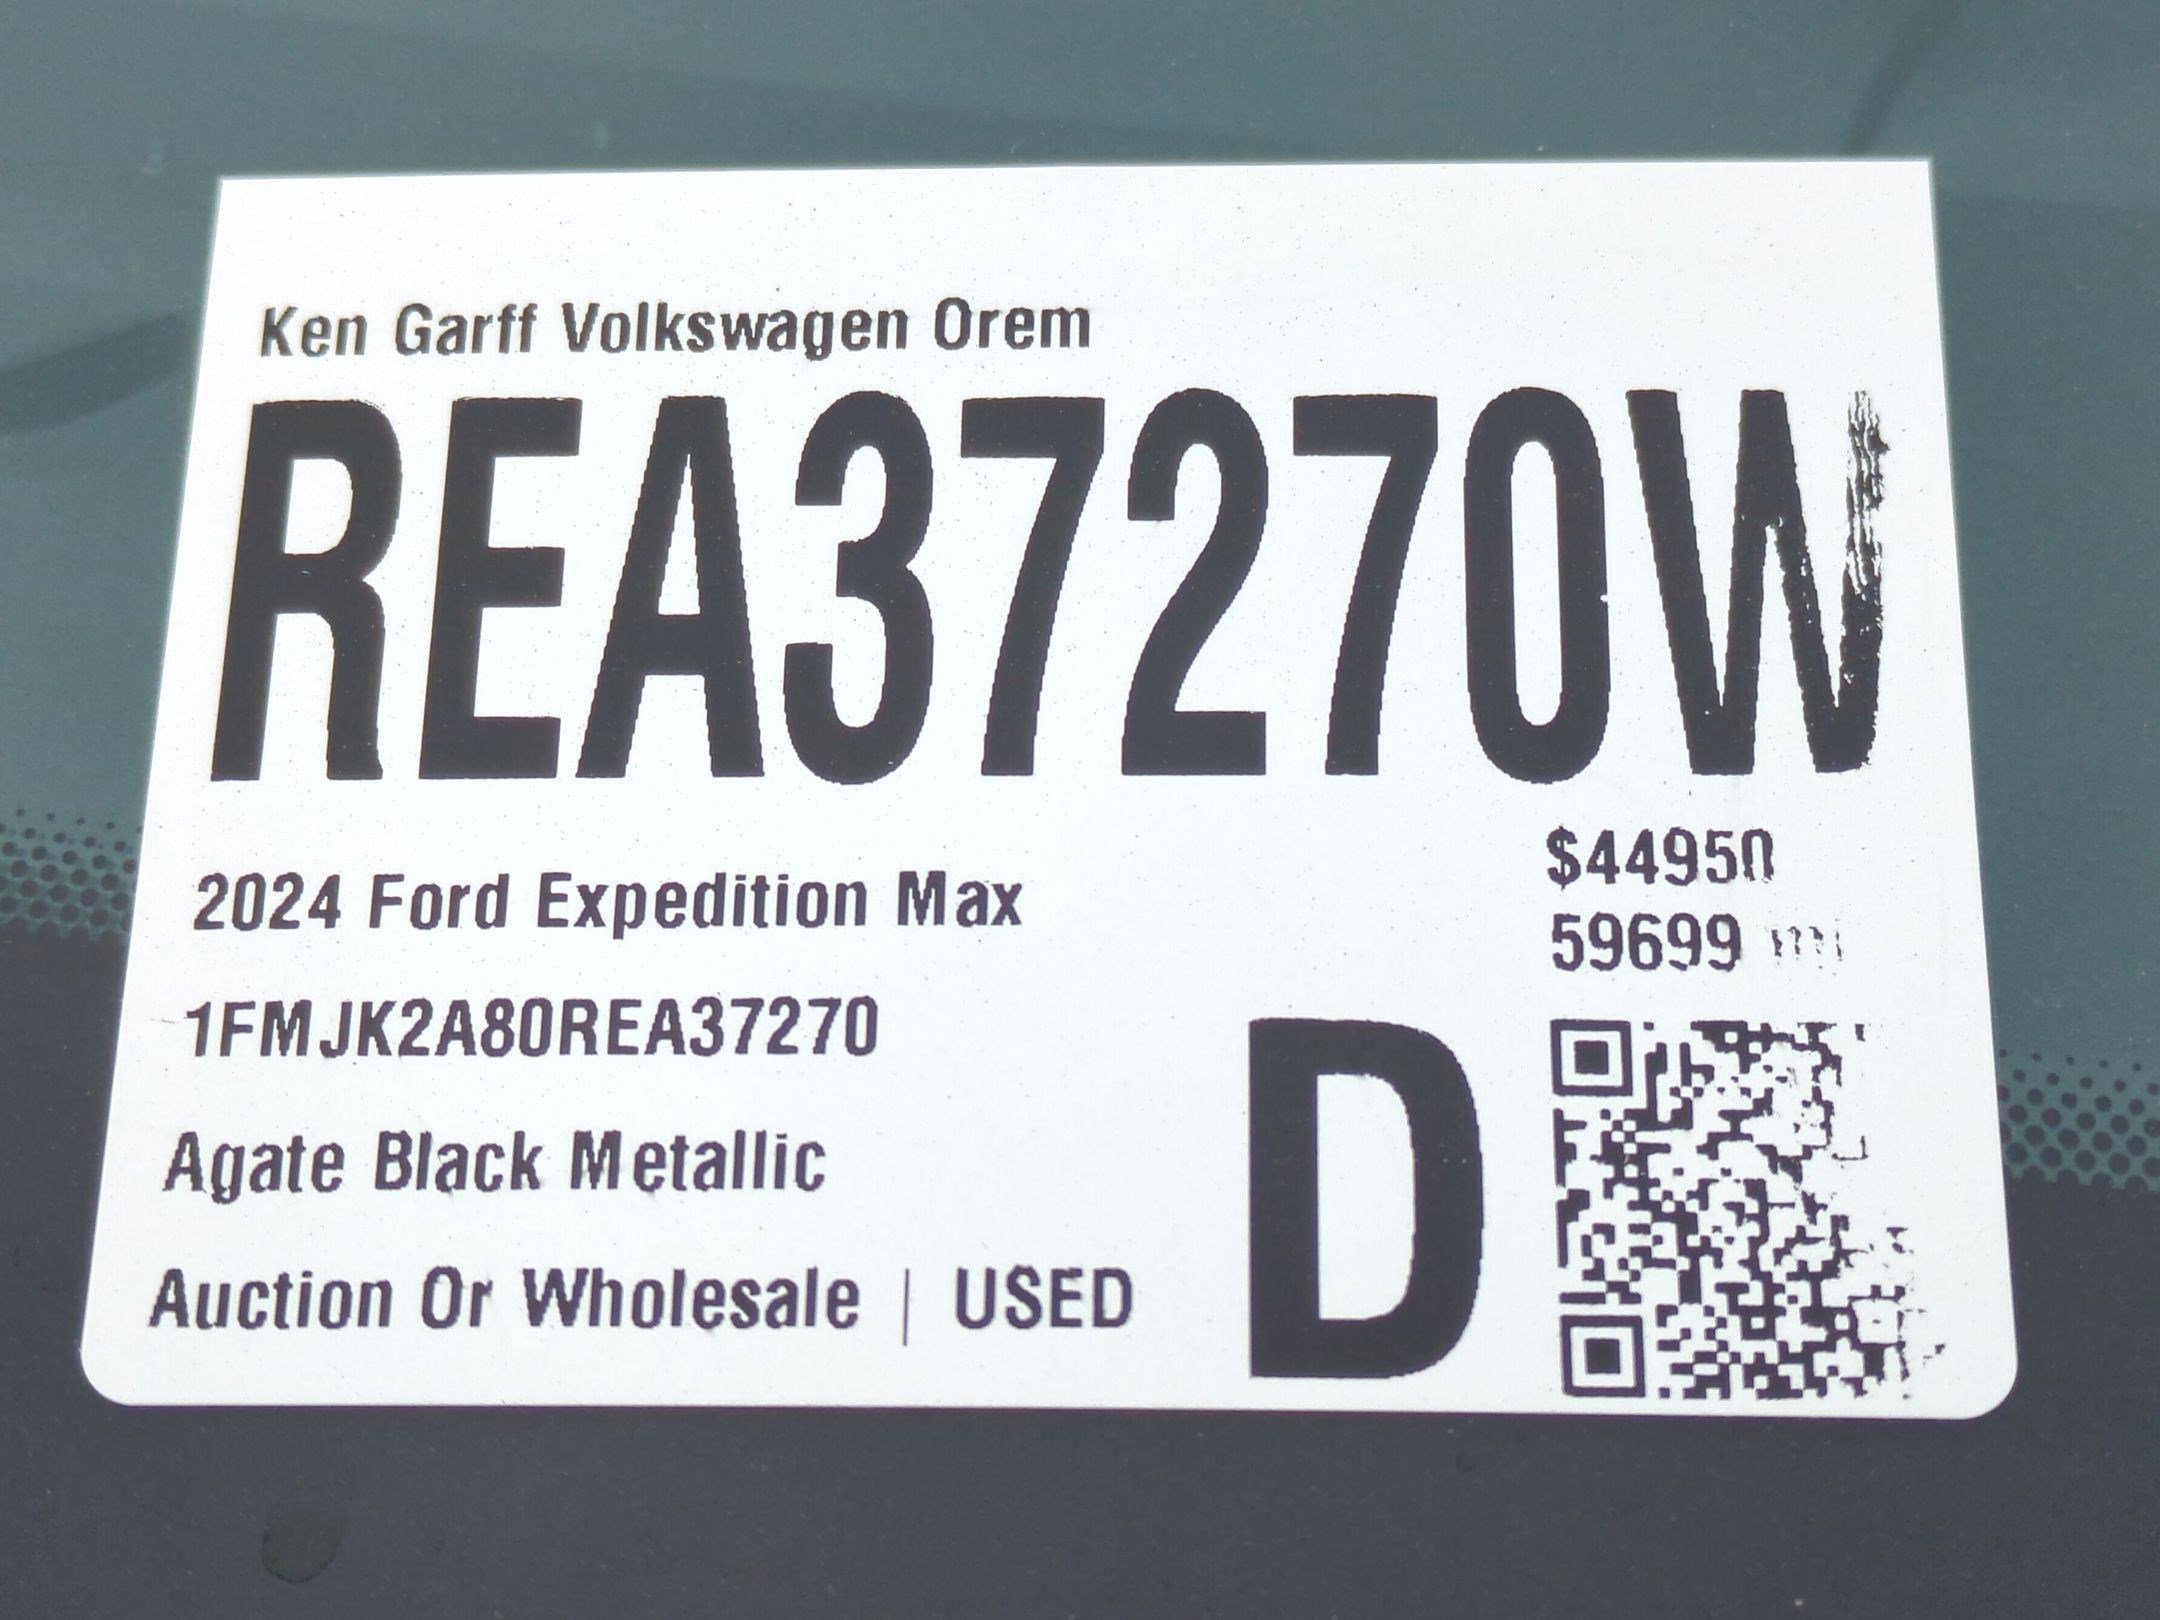 Ken Garff Volkswagen Orem
REA37270W
2024 Ford Expedition Max
$44950
59699 mi
1FMJK2A80REA37270
Agate Black Metallic
Auction Or Wholesale | USED
D